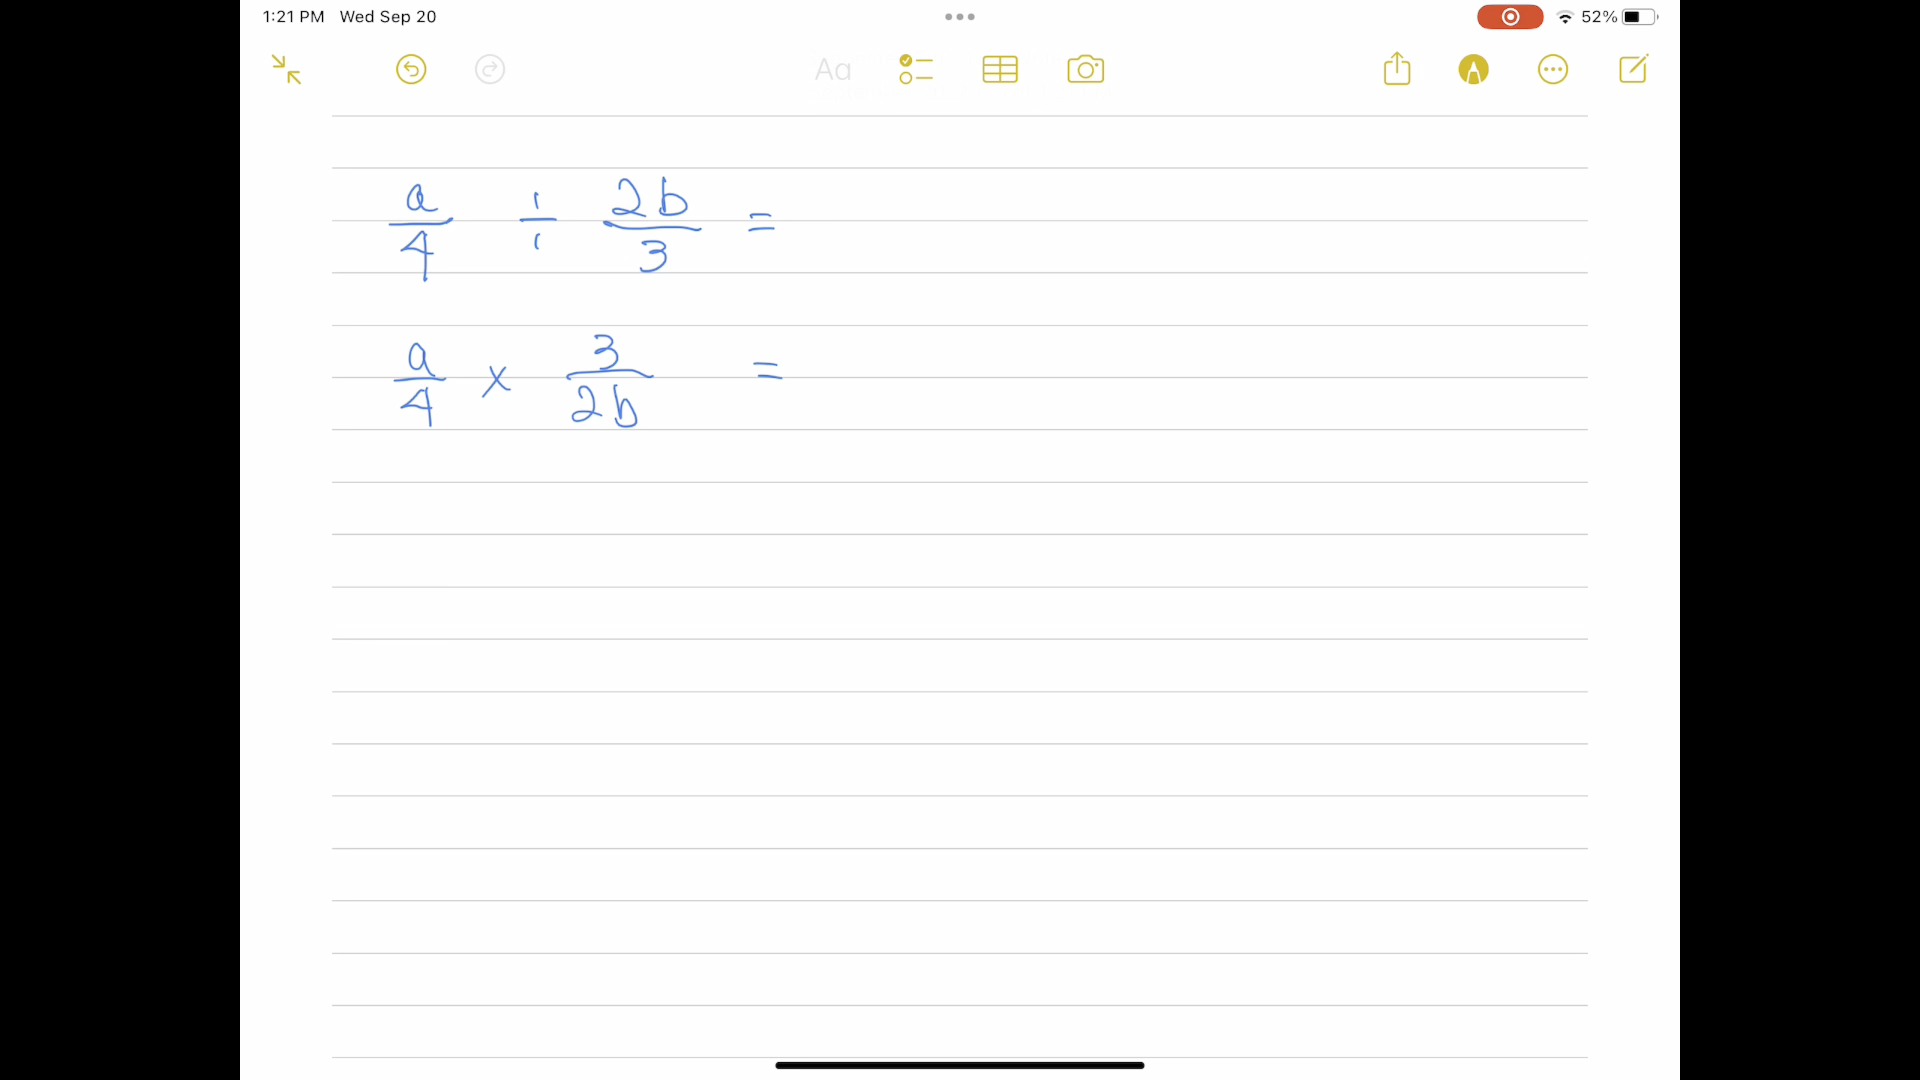 1:21 PM Wed Sep 20
52%
Aa
a/4 ÷ 2b/3 =
a/4 × 3/2b =